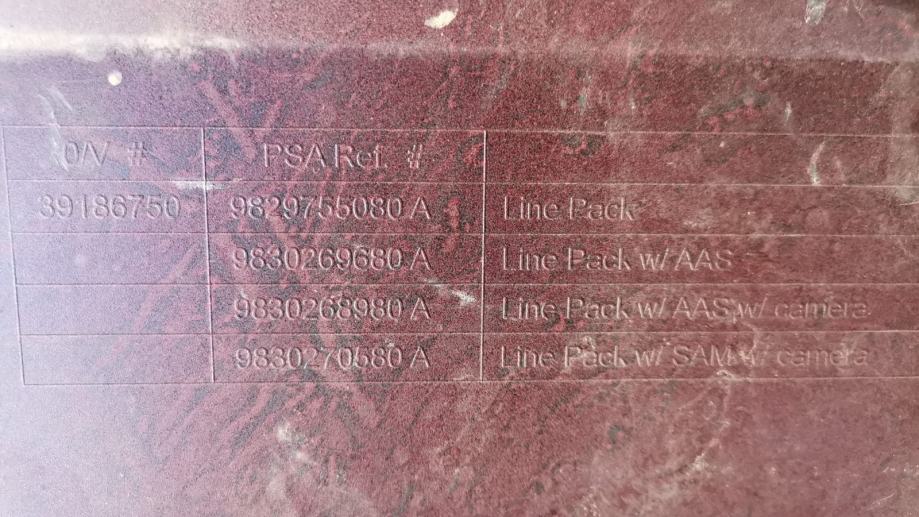 O/V # PSA Ref. #
39186750 9829755080 A Line Pack
9830269680 A Line Pack w/ AAS
9830268980 A Line Pack w/ AAS w/ camera
9830270580 A Line Pack w/ SAM w/ camera